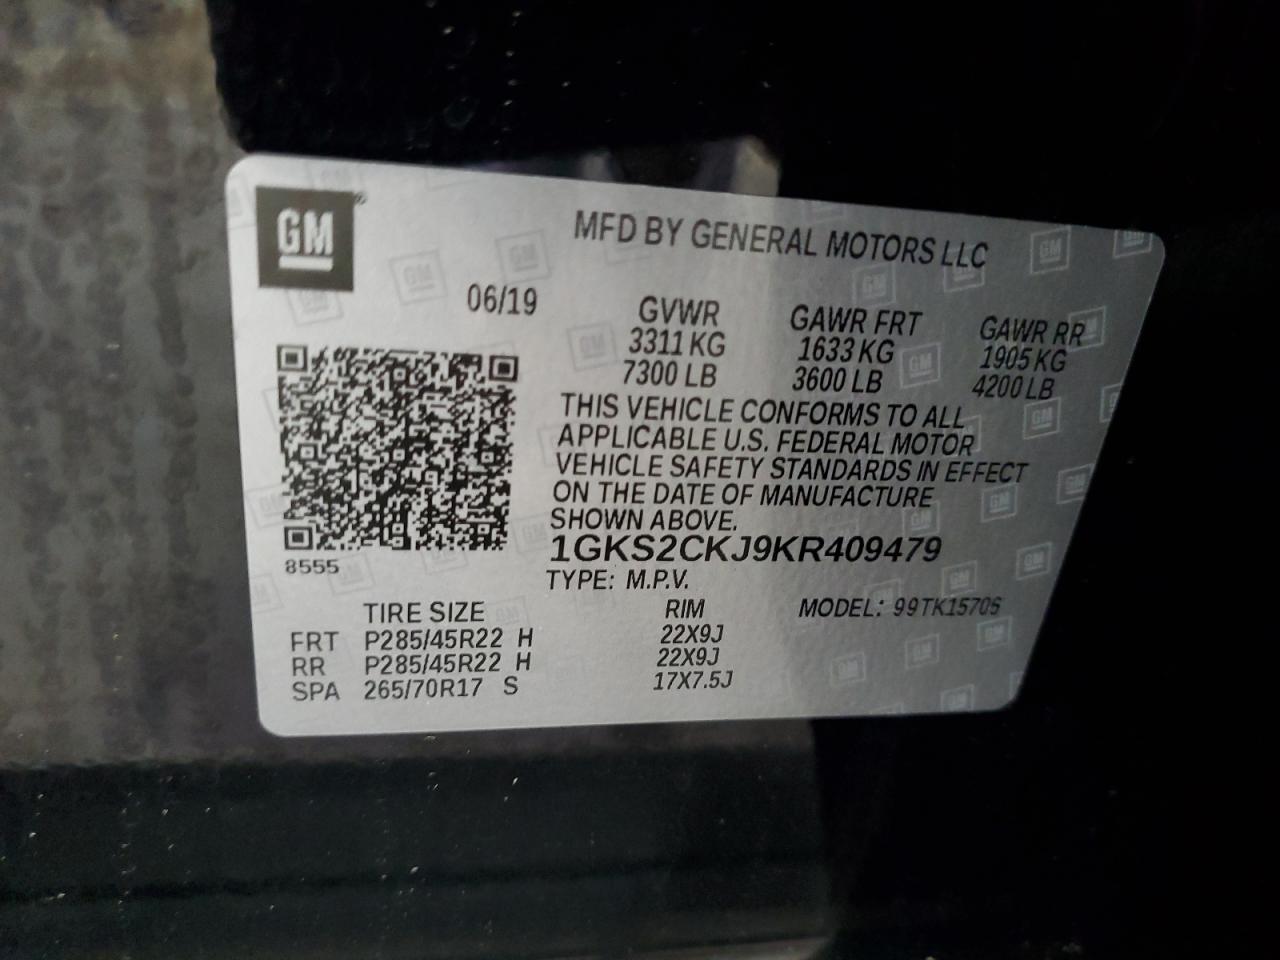 GM
MFD BY GENERAL MOTORS LLC
06/19
GVWR GAWR FRT GAWR RR
3311 KG 1633 KG 1905 KG
7300 LB 3600 LB 4200 LB
THIS VEHICLE CONFORMS TO ALL
APPLICABLE U.S. FEDERAL MOTOR
VEHICLE SAFETY STANDARDS IN EFFECT
ON THE DATE OF MANUFACTURE
SHOWN ABOVE.
1GKS2CKJ9KR409479
8555
TYPE: M.P.V.
TIRE SIZE RIM MODEL: 99TK15706
FRT P285/45R22 H 22X9J
RR P285/45R22 H 22X9J
SPA 265/70R17 S 17X7.5J